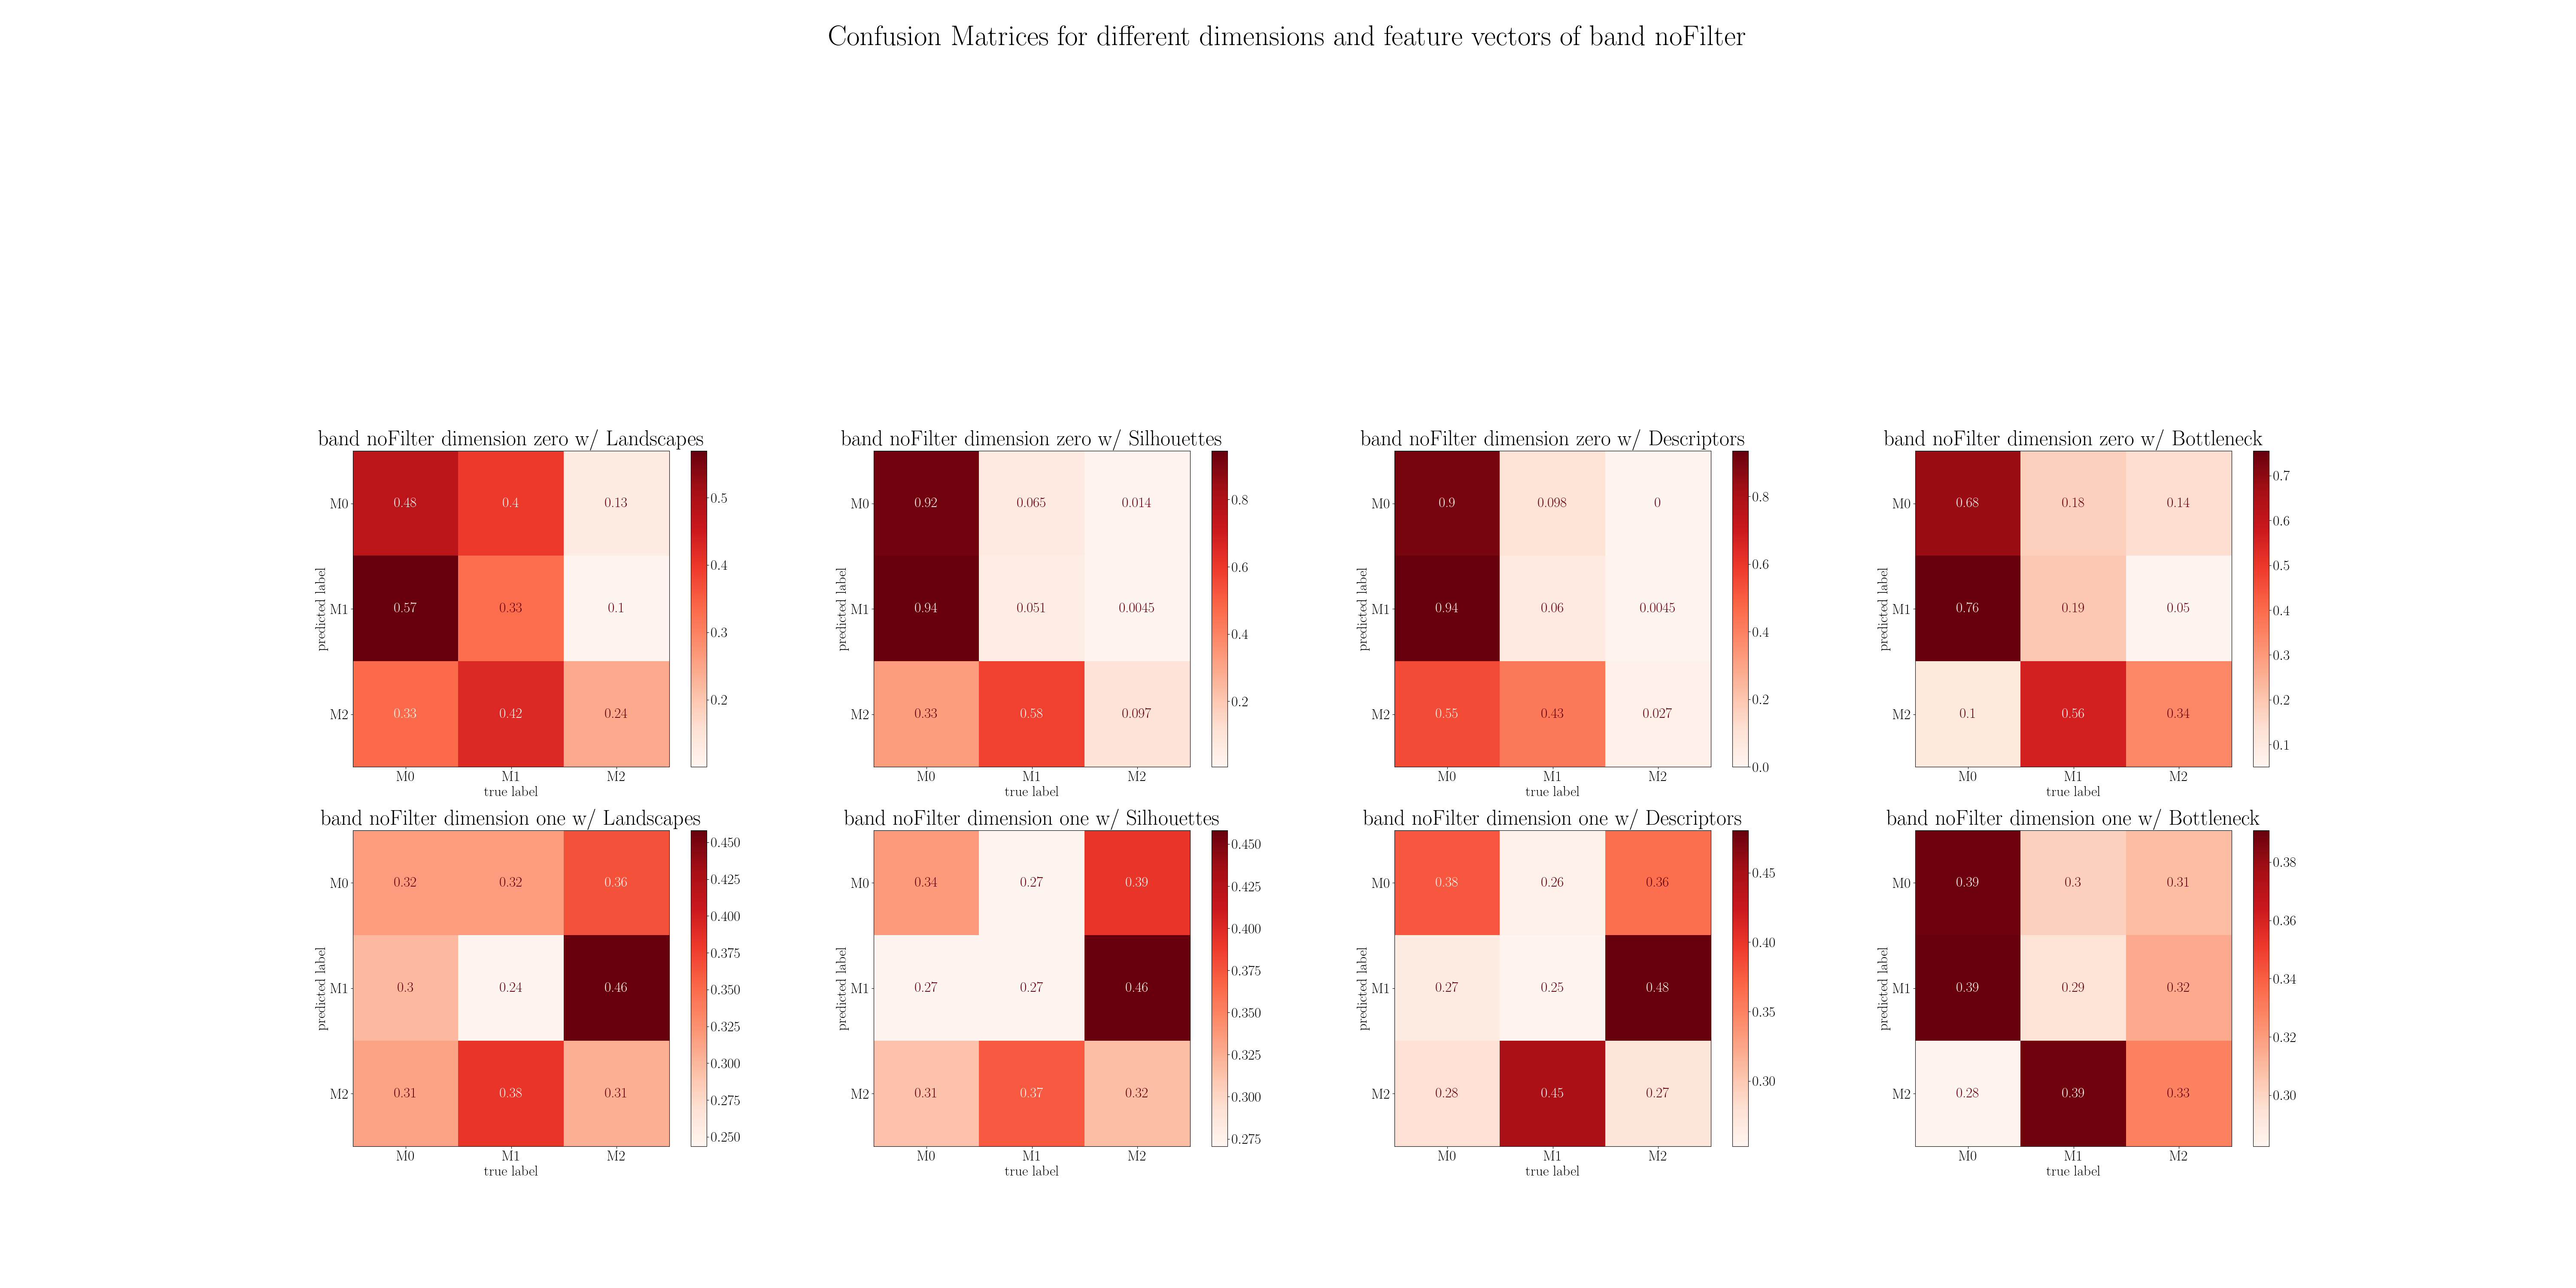 Confusion Matrices for different dimensions and feature vectors of band noFilter
band noFilter dimension zero w/ Landscapes
predicted label
M0 0.48 0.4 0.13
M1 0.57 0.33 0.1
M2 0.33 0.42 0.24
M0 M1 M2
true label
0.5
0.4
0.3
0.2
band noFilter dimension zero w/ Silhouettes
predicted label
M0 0.92 0.065 0.014
M1 0.94 0.051 0.0045
M2 0.33 0.58 0.097
M0 M1 M2
true label
0.8
0.6
0.4
0.2
band noFilter dimension zero w/ Descriptors
predicted label
M0 0.9 0.098 0
M1 0.94 0.06 0.0045
M2 0.55 0.43 0.027
M0 M1 M2
true label
0.8
0.6
0.4
0.2
0.0
band noFilter dimension zero w/ Bottleneck
predicted label
M0 0.68 0.18 0.14
M1 0.76 0.19 0.05
M2 0.1 0.56 0.34
M0 M1 M2
true label
0.7
0.6
0.5
0.4
0.3
0.2
0.1
band noFilter dimension one w/ Landscapes
predicted label
M0 0.32 0.32 0.36
M1 0.3 0.24 0.46
M2 0.31 0.38 0.31
M0 M1 M2
true label
0.450
0.425
0.400
0.375
0.350
0.325
0.300
0.275
0.250
band noFilter dimension one w/ Silhouettes
predicted label
M0 0.34 0.27 0.39
M1 0.27 0.27 0.46
M2 0.31 0.37 0.32
M0 M1 M2
true label
0.450
0.425
0.400
0.375
0.350
0.325
0.300
0.275
band noFilter dimension one w/ Descriptors
predicted label
M0 0.38 0.26 0.36
M1 0.27 0.25 0.48
M2 0.28 0.45 0.27
M0 M1 M2
true label
0.45
0.40
0.35
0.30
band noFilter dimension one w/ Bottleneck
predicted label
M0 0.39 0.3 0.31
M1 0.39 0.29 0.32
M2 0.28 0.39 0.33
M0 M1 M2
true label
0.38
0.36
0.34
0.32
0.30